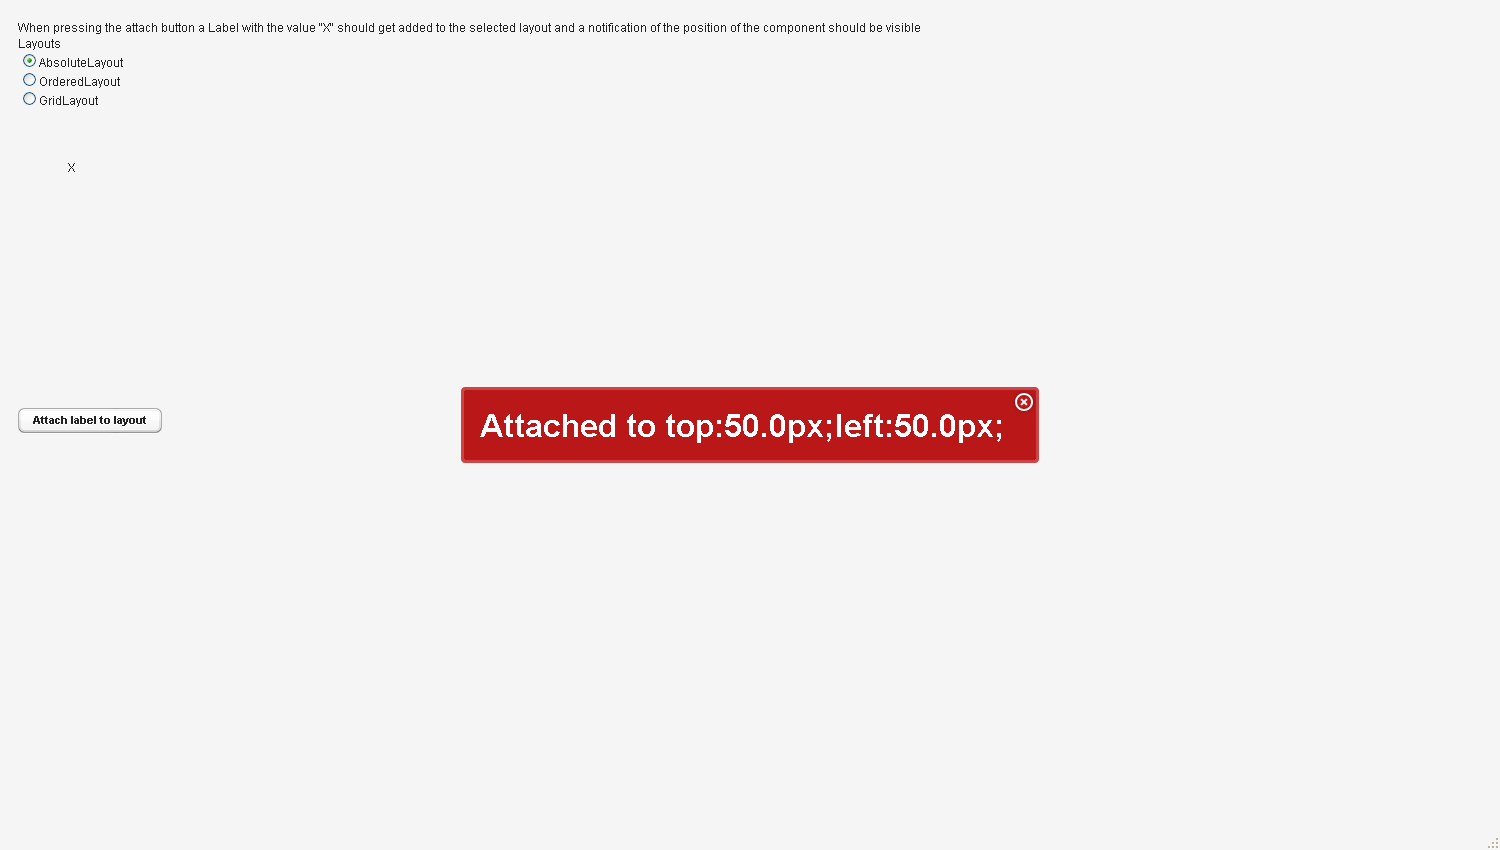 When pressing the attach button a Label with the value "X" should get added to the selected layout and a notification of the position of the component should be visible
Layouts
AbsoluteLayout
OrderedLayout
GridLayout
X
Attach label to layout
Attached to top:50.0px;left:50.0px;